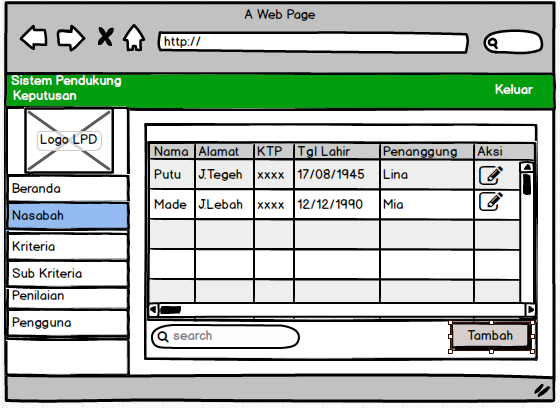 A Web Page
http://
Sistem Pendukung
Keputusan
Keluar
Logo LPD
Beranda
Nasabah
Kriteria
Sub Kriteria
Penilaian
Pengguna
Nama Alamat KTP Tgl Lahir Penanggung Aksi
Putu J.Tegeh xxxx 17/08/1945 Lina
Made J.Lebah xxxx 12/12/1990 Mia
search
Tambah